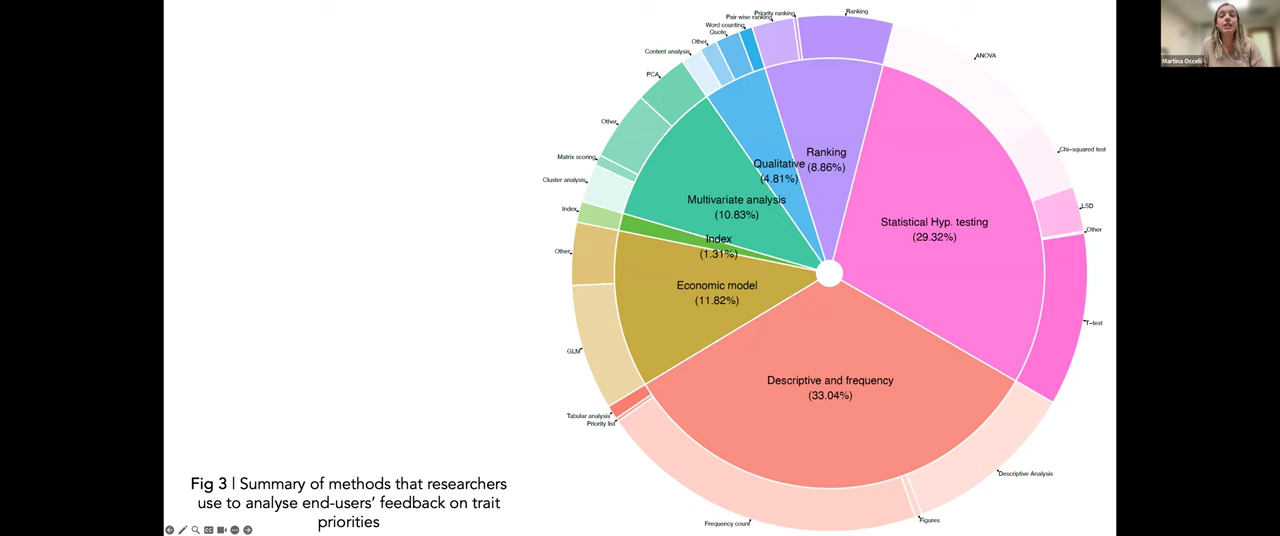 Martina Occelli
Ranking
Priority ranking
Pair wise ranking
Word counting
Quote
Other
Content analysis
PCA
Other
Matrix scoring
Cluster analysis
Index
Other
GLM
Tabular analysis
Priority list
Frequency count
Figures
Descriptive Analysis
T-test
Other
LSD
Chi-squared test
ANOVA
Ranking
(8.86%)
Qualitative
(4.81%)
Multivariate analysis
(10.83%)
Index
(1.31%)
Economic model
(11.82%)
Statistical Hyp. testing
(29.32%)
Descriptive and frequency
(33.04%)
Fig 3 | Summary of methods that researchers
use to analyse end-users’ feedback on trait
priorities